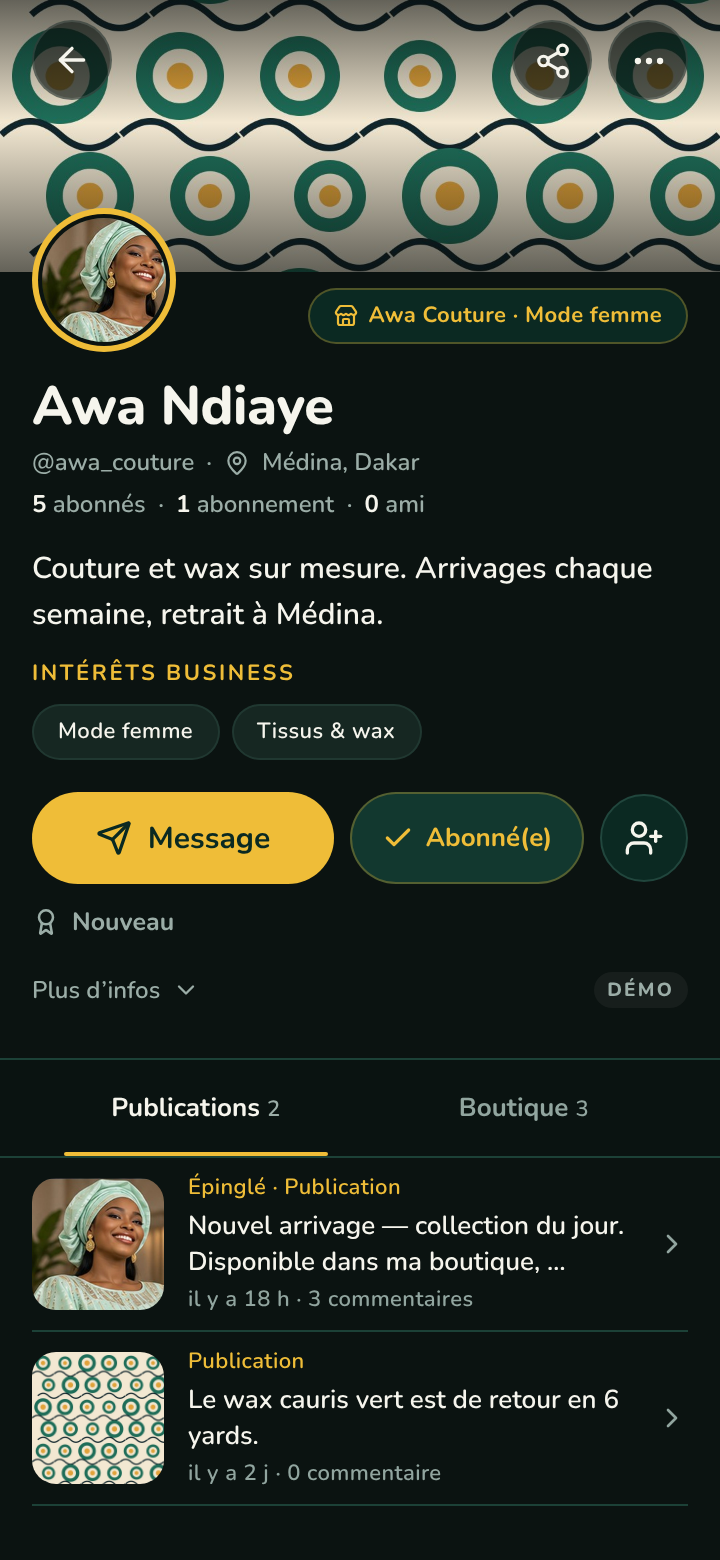 Awa Couture · Mode femme
Awa Ndiaye
@awa_couture · Médina, Dakar
5 abonnés · 1 abonnement · 0 ami
Couture et wax sur mesure. Arrivages chaque
semaine, retrait à Médina.
INTÉRÊTS BUSINESS
Mode femme
Tissus & wax
Message
Abonné(e)
Nouveau
Plus d’infos
DÉMO
Publications 2
Boutique 3
Épinglé · Publication
Nouvel arrivage — collection du jour.
Disponible dans ma boutique, ...
il y a 18 h · 3 commentaires
Publication
Le wax cauris vert est de retour en 6
yards.
il y a 2 j · 0 commentaire